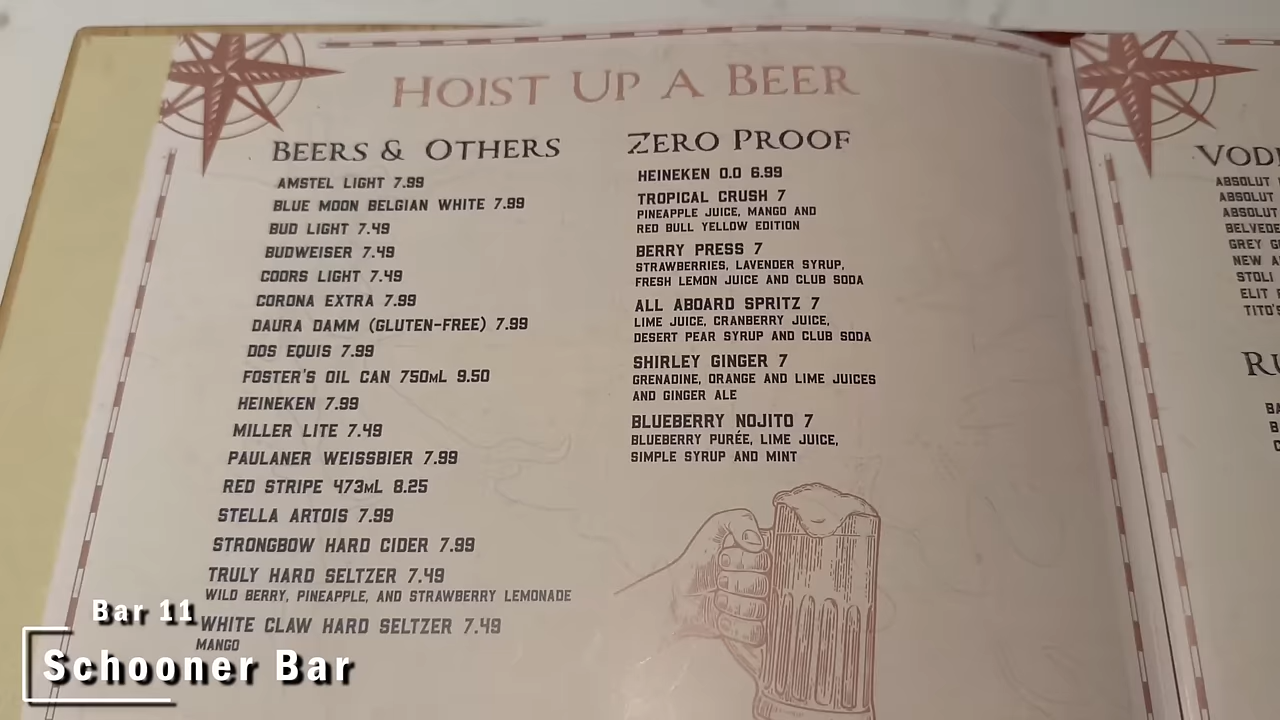 HOIST UP A BEER
BEERS & OTHERS
AMSTEL LIGHT 7.99
BLUE MOON BELGIAN WHITE 7.99
BUD LIGHT 7.49
BUDWEISER 7.49
COORS LIGHT 7.49
CORONA EXTRA 7.99
DAURA DAMM (GLUTEN-FREE) 7.99
DOS EQUIS 7.99
FOSTER'S OIL CAN 750ML 9.50
HEINEKEN 7.99
MILLER LITE 7.49
PAULANER WEISSBIER 7.99
RED STRIPE 473ML 8.25
STELLA ARTOIS 7.99
STRONGBOW HARD CIDER 7.99
TRULY HARD SELTZER 7.49
WILD BERRY, PINEAPPLE, AND STRAWBERRY LEMONADE
WHITE CLAW HARD SELTZER 7.49
MANGO
ZERO PROOF
HEINEKEN 0.0 6.99
TROPICAL CRUSH 7
PINEAPPLE JUICE, MANGO AND
RED BULL YELLOW EDITION
BERRY PRESS 7
STRAWBERRIES, LAVENDER SYRUP,
FRESH LEMON JUICE AND CLUB SODA
ALL ABOARD SPRITZ 7
LIME JUICE, CRANBERRY JUICE,
DESERT PEAR SYRUP AND CLUB SODA
SHIRLEY GINGER 7
GRENADINE, ORANGE AND LIME JUICES
AND GINGER ALE
BLUEBERRY NOJITO 7
BLUEBERRY PURÉE, LIME JUICE,
SIMPLE SYRUP AND MINT
ABSOLUT
ABSOLUT
ABSOLUT
GREY
NEW
STOLI
ELIT
TITO'S
Bar 11
Schooner Bar